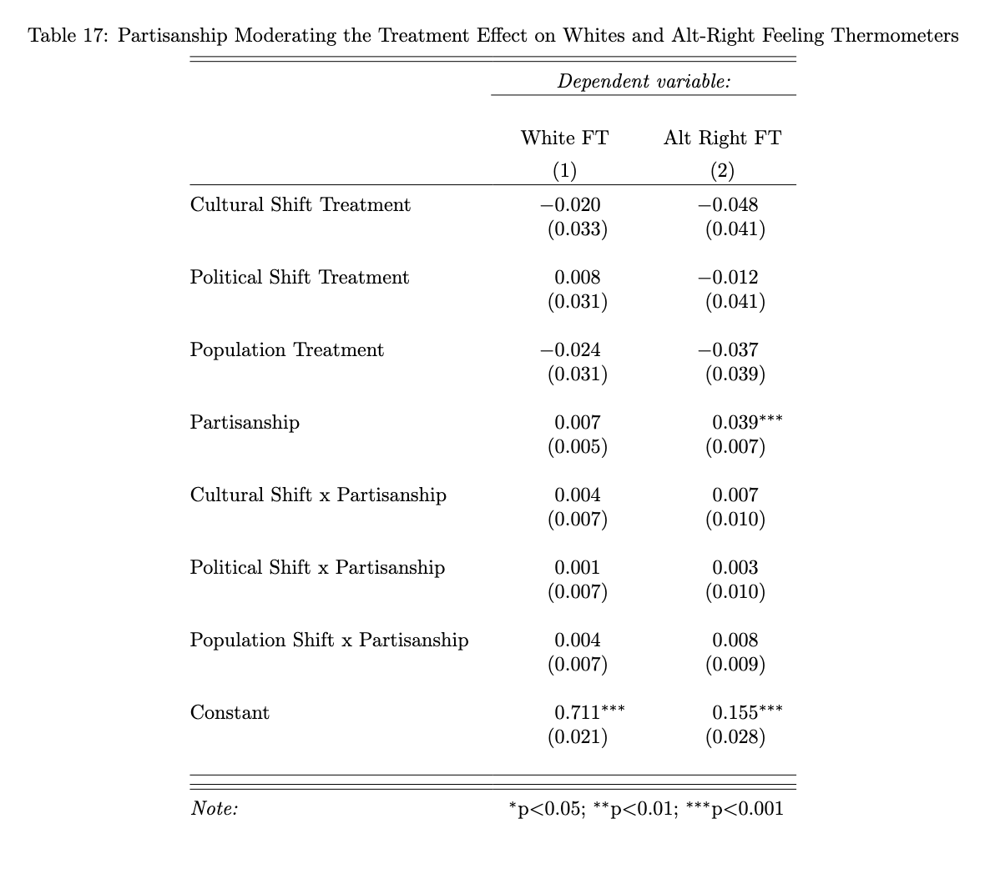 Table 17: Partisanship Moderating the Treatment Effect on Whites and Alt-Right Feeling Thermometers
Dependent variable:
White FT Alt Right FT
(1) (2)
Cultural Shift Treatment −0.020 −0.048
(0.033) (0.041)
Political Shift Treatment 0.008 −0.012
(0.031) (0.041)
Population Treatment −0.024 −0.037
(0.031) (0.039)
Partisanship 0.007 0.039***
(0.005) (0.007)
Cultural Shift x Partisanship 0.004 0.007
(0.007) (0.010)
Political Shift x Partisanship 0.001 0.003
(0.007) (0.010)
Population Shift x Partisanship 0.004 0.008
(0.007) (0.009)
Constant 0.711*** 0.155***
(0.021) (0.028)
Note: *p<0.05; **p<0.01; ***p<0.001